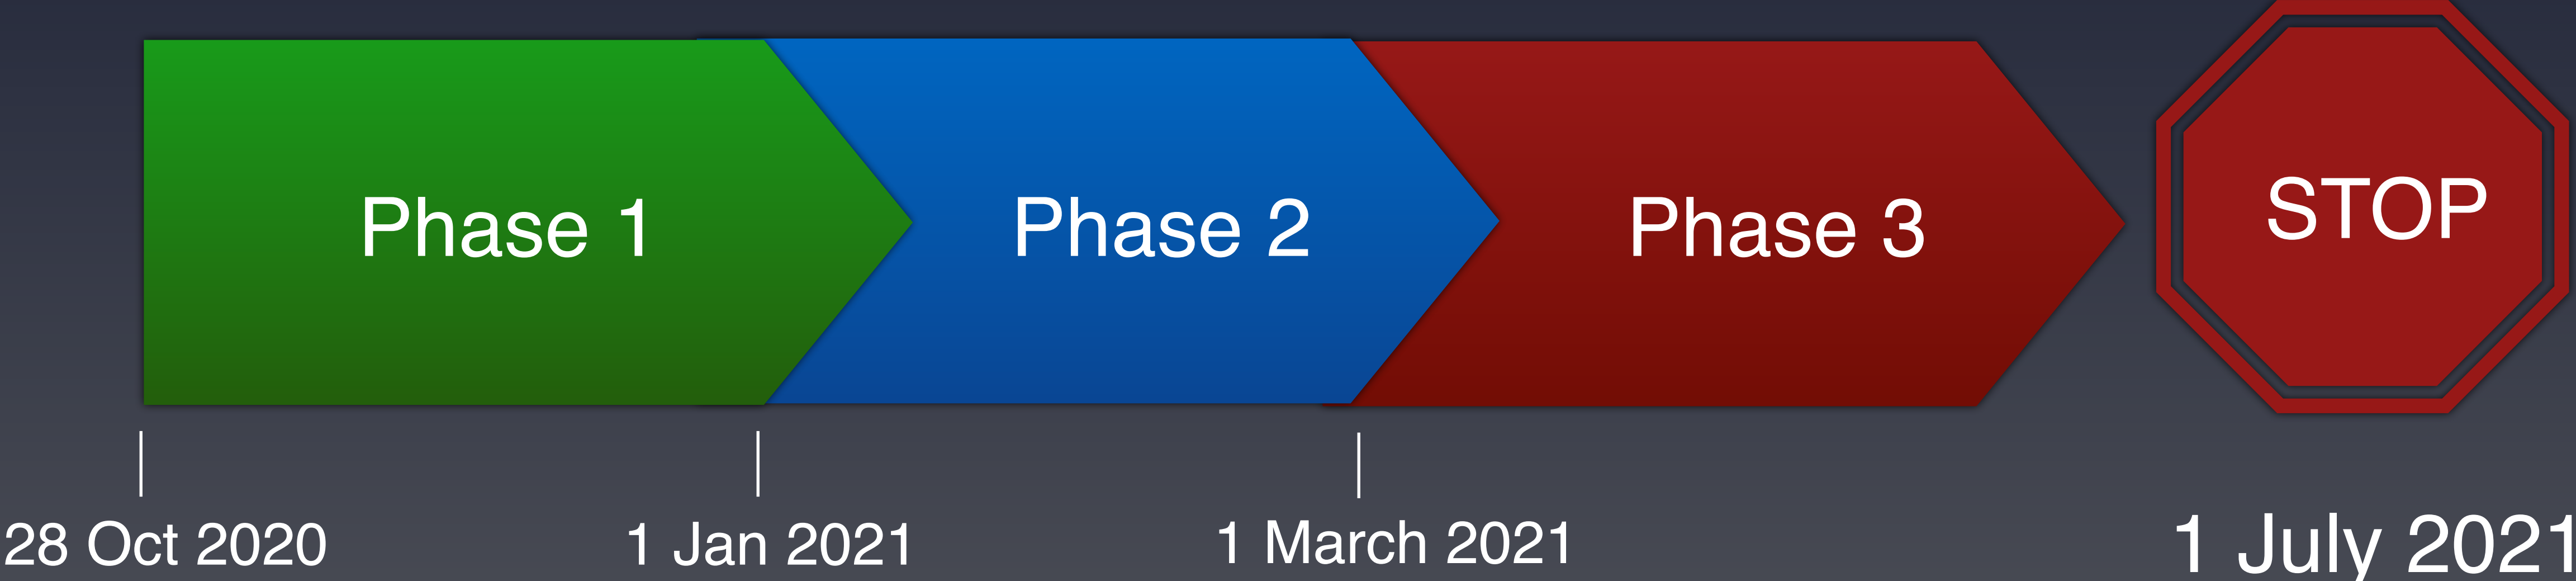 Phase 1
Phase 2
Phase 3
STOP
28 Oct 2020
1 Jan 2021
1 March 2021
1 July 2021